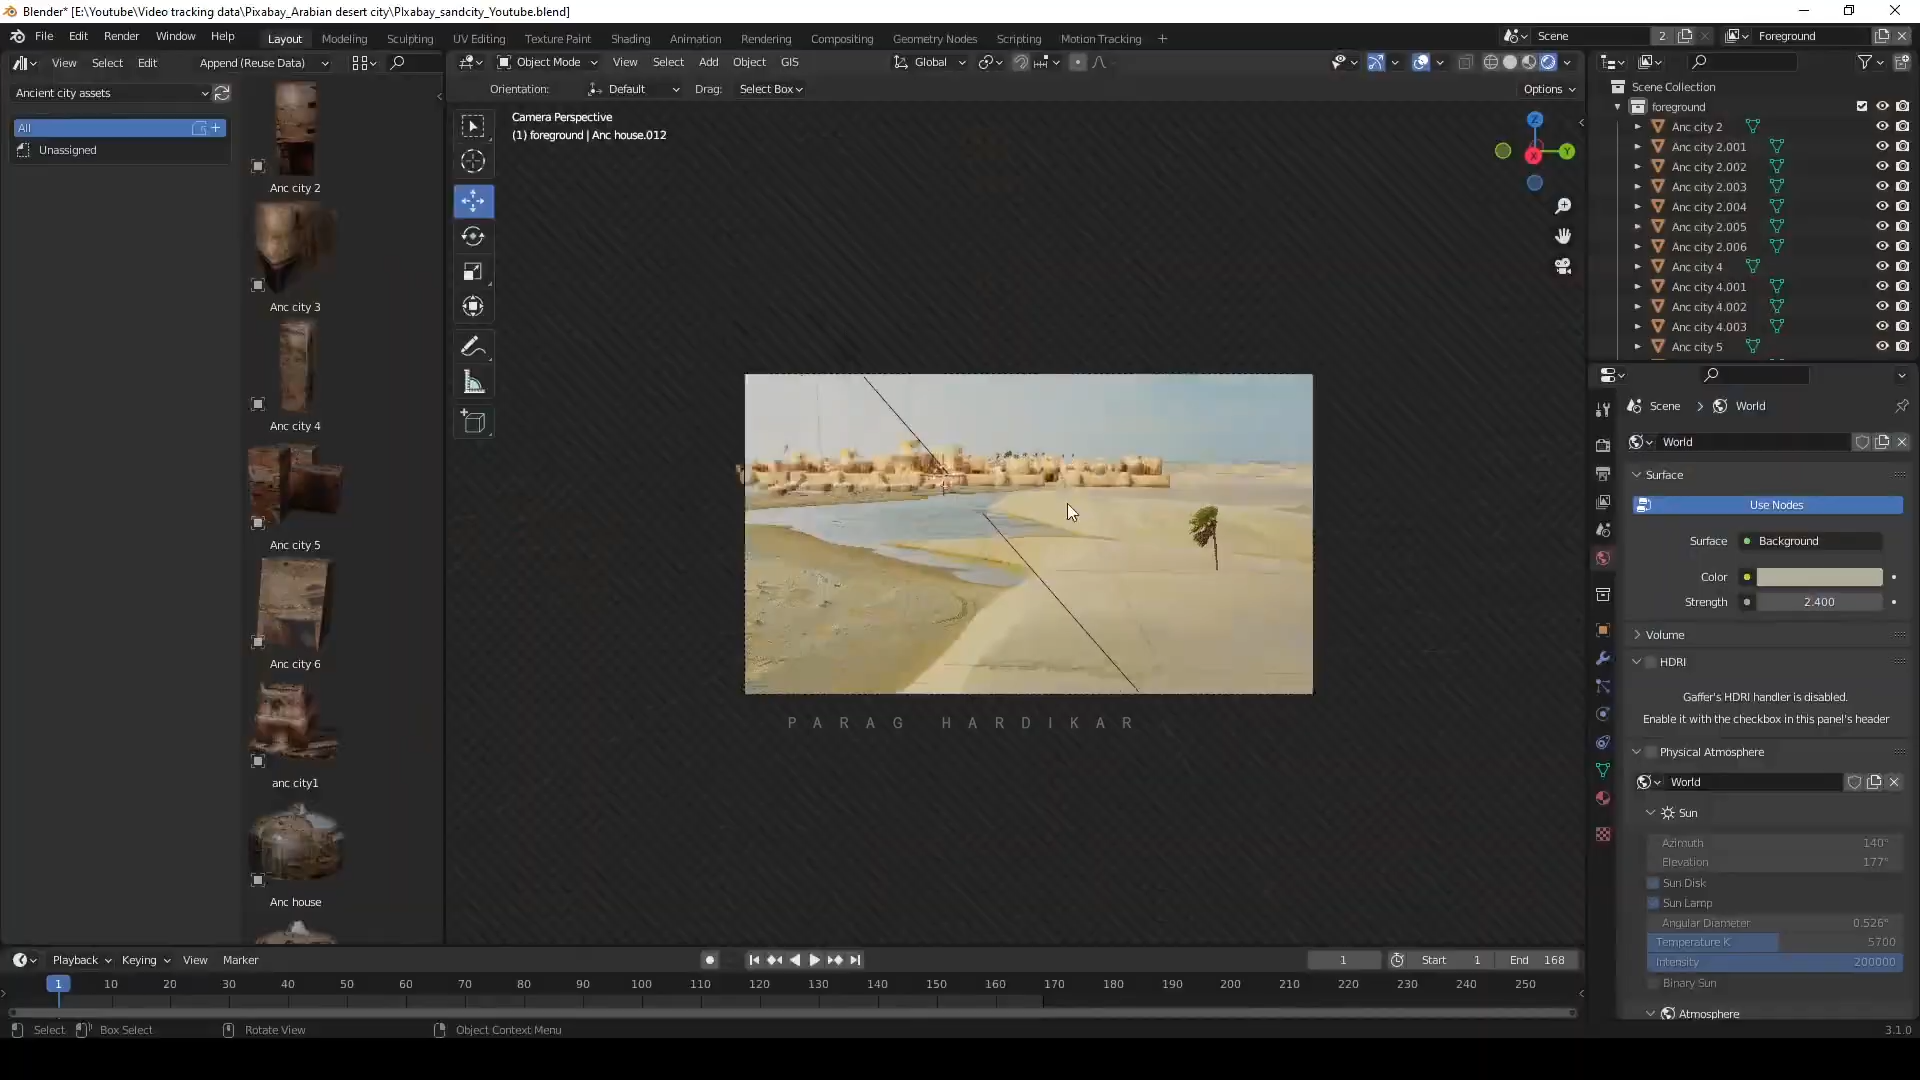 Blender* [E:\Youtube\Video tracking data\Pixabay_Arabian desert city\PIxabay_sandcity_Youtube.blend]
File Edit Render Window Help Layout Modeling Sculpting UV Editing Texture Paint Shading Animation Rendering Compositing Geometry Nodes Scripting Motion Tracking + Scene 2 Foreground
View Select Edit Append (Reuse Data) Object Mode View Select Add Object GIS Global
Ancient city assets Orientation: Default Drag: Select Box Options
All
Unassigned
Anc city 2
Anc city 3
Anc city 4
Anc city 5
Anc city 6
anc city1
Anc house
Camera Perspective
(1) foreground | Anc house.012
Z
Y
X
PARAG HARDIKAR
Scene Collection
foreground
Anc city 2
Anc city 2.001
Anc city 2.002
Anc city 2.003
Anc city 2.004
Anc city 2.005
Anc city 2.006
Anc city 4
Anc city 4.001
Anc city 4.002
Anc city 4.003
Anc city 5
Scene > World
World
Surface
Use Nodes
Surface Background
Color
Strength 2.400
Volume
HDRI
Gaffer's HDRI handler is disabled.
Enable it with the checkbox in this panel's header
Physical Atmosphere
World
Sun
Azimuth 140°
Elevation 177°
Sun Disk
Sun Lamp
Angular Diameter 0.526°
Temperature K 5700
Intensity 200000
Binary Sun
Atmosphere
Playback Keying View Marker 1 Start 1 End 168
1 10 20 30 40 50 60 70 80 90 100 110 120 130 140 150 160 170 180 190 200 210 220 230 240 250
Select Box Select Rotate View Object Context Menu 3.1.0